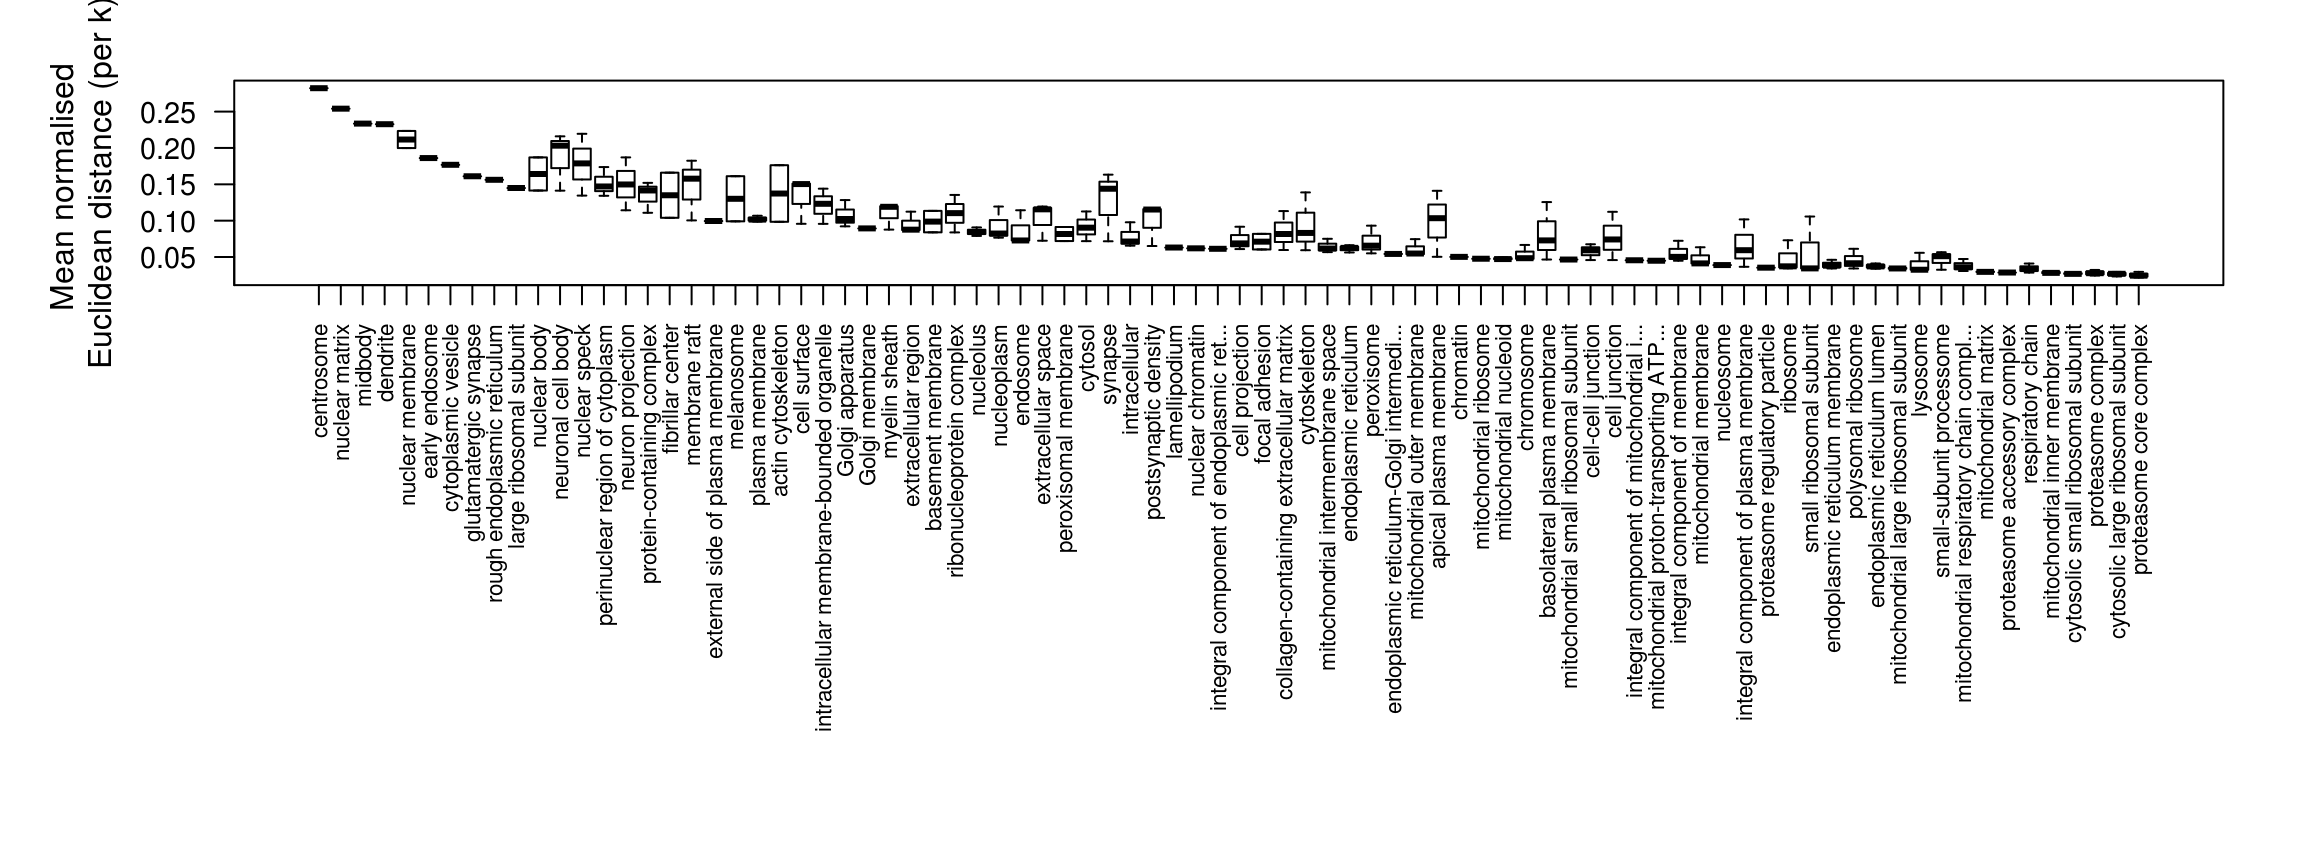 Mean normalised
Euclidean distance (per k)
0.25
0.20
0.15
0.10
0.05
centrosome
nuclear matrix
midbody
dendrite
nuclear membrane
early endosome
cytoplasmic vesicle
glutamatergic synapse
rough endoplasmic reticulum
large ribosomal subunit
nuclear body
neuronal cell body
nuclear speck
perinuclear region of cytoplasm
neuron projection
protein-containing complex
fibrillar center
membrane raft
external side of plasma membrane
melanosome
plasma membrane
actin cytoskeleton
cell surface
intracellular membrane-bounded organelle
Golgi apparatus
Golgi membrane
myelin sheath
extracellular region
basement membrane
ribonucleoprotein complex
nucleolus
nucleoplasm
endosome
extracellular space
peroxisomal membrane
cytosol
synapse
intracellular
postsynaptic density
lamellipodium
nuclear chromatin
integral component of endoplasmic ret...
cell projection
focal adhesion
collagen-containing extracellular matrix
cytoskeleton
mitochondrial intermembrane space
endoplasmic reticulum
peroxisome
endoplasmic reticulum-Golgi intermedi...
mitochondrial outer membrane
apical plasma membrane
chromatin
mitochondrial ribosome
mitochondrial nucleoid
chromosome
basolateral plasma membrane
mitochondrial small ribosomal subunit
cell-cell junction
cell junction
integral component of mitochondrial i...
mitochondrial proton-transporting ATP...
integral component of membrane
mitochondrial membrane
nucleosome
integral component of plasma membrane
proteasome regulatory particle
ribosome
small ribosomal subunit
endoplasmic reticulum membrane
polysomal ribosome
endoplasmic reticulum lumen
mitochondrial large ribosomal subunit
lysosome
small-subunit processome
mitochondrial respiratory chain compl...
mitochondrial matrix
proteasome accessory complex
respiratory chain
mitochondrial inner membrane
cytosolic small ribosomal subunit
proteasome complex
cytosolic large ribosomal subunit
proteasome core complex